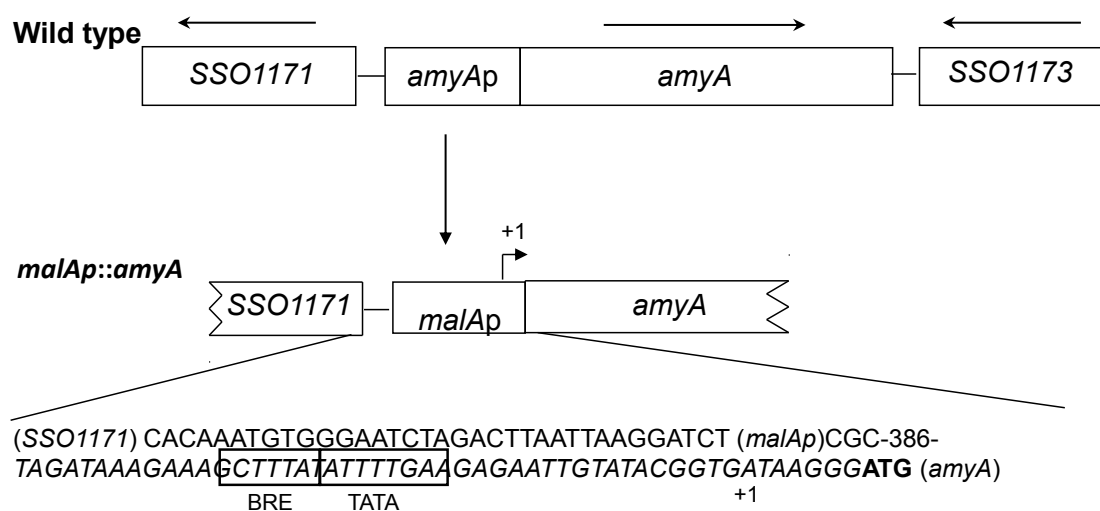 Wild type
SSO1171 amyAp amyA SSO1173
+1
malAp::amyA
SSO1171 malAp amyA
(SSO1171) CACAAATGTGGGAATCTAGACTTAATTAAGGATCT (malAp)CGC-386-
TAGATAAAGAAAGCTTTATATTTTGAAGAGAATTGTATACGGTGATAAGGGATG (amyA)
BRE TATA +1